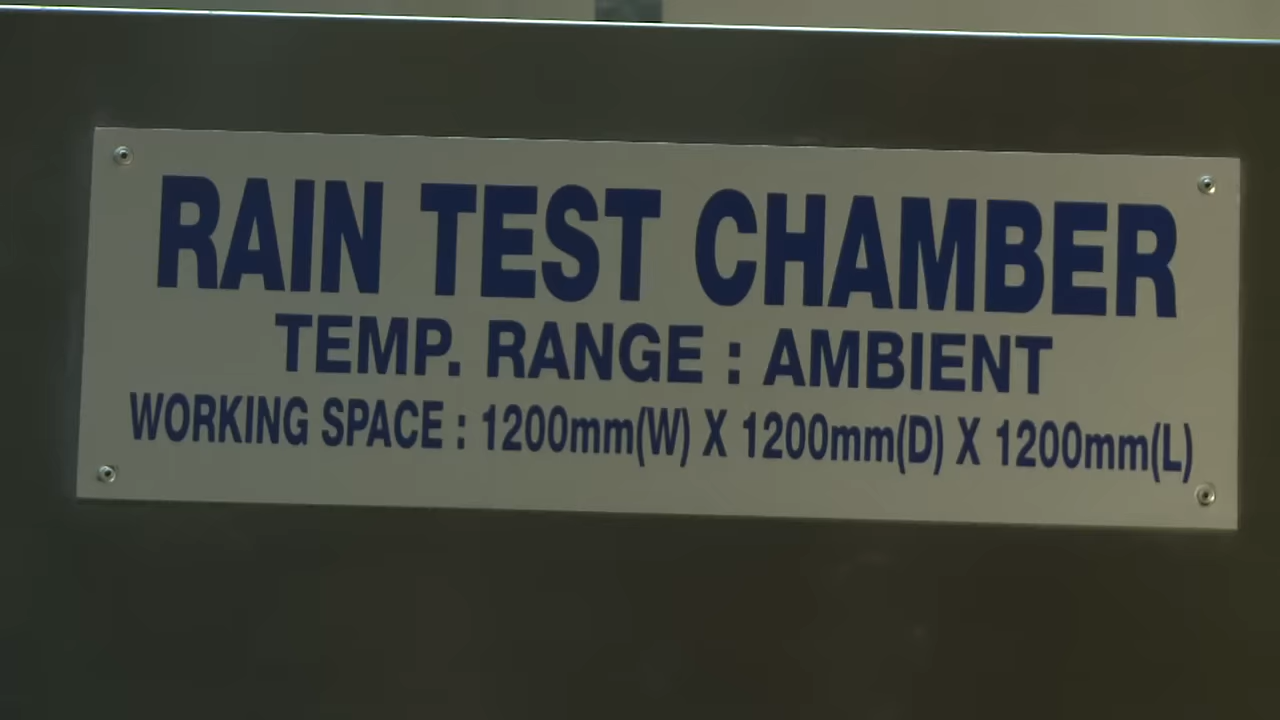 RAIN TEST CHAMBER
TEMP. RANGE : AMBIENT
WORKING SPACE : 1200mm(W) X 1200mm(D) X 1200mm(L)